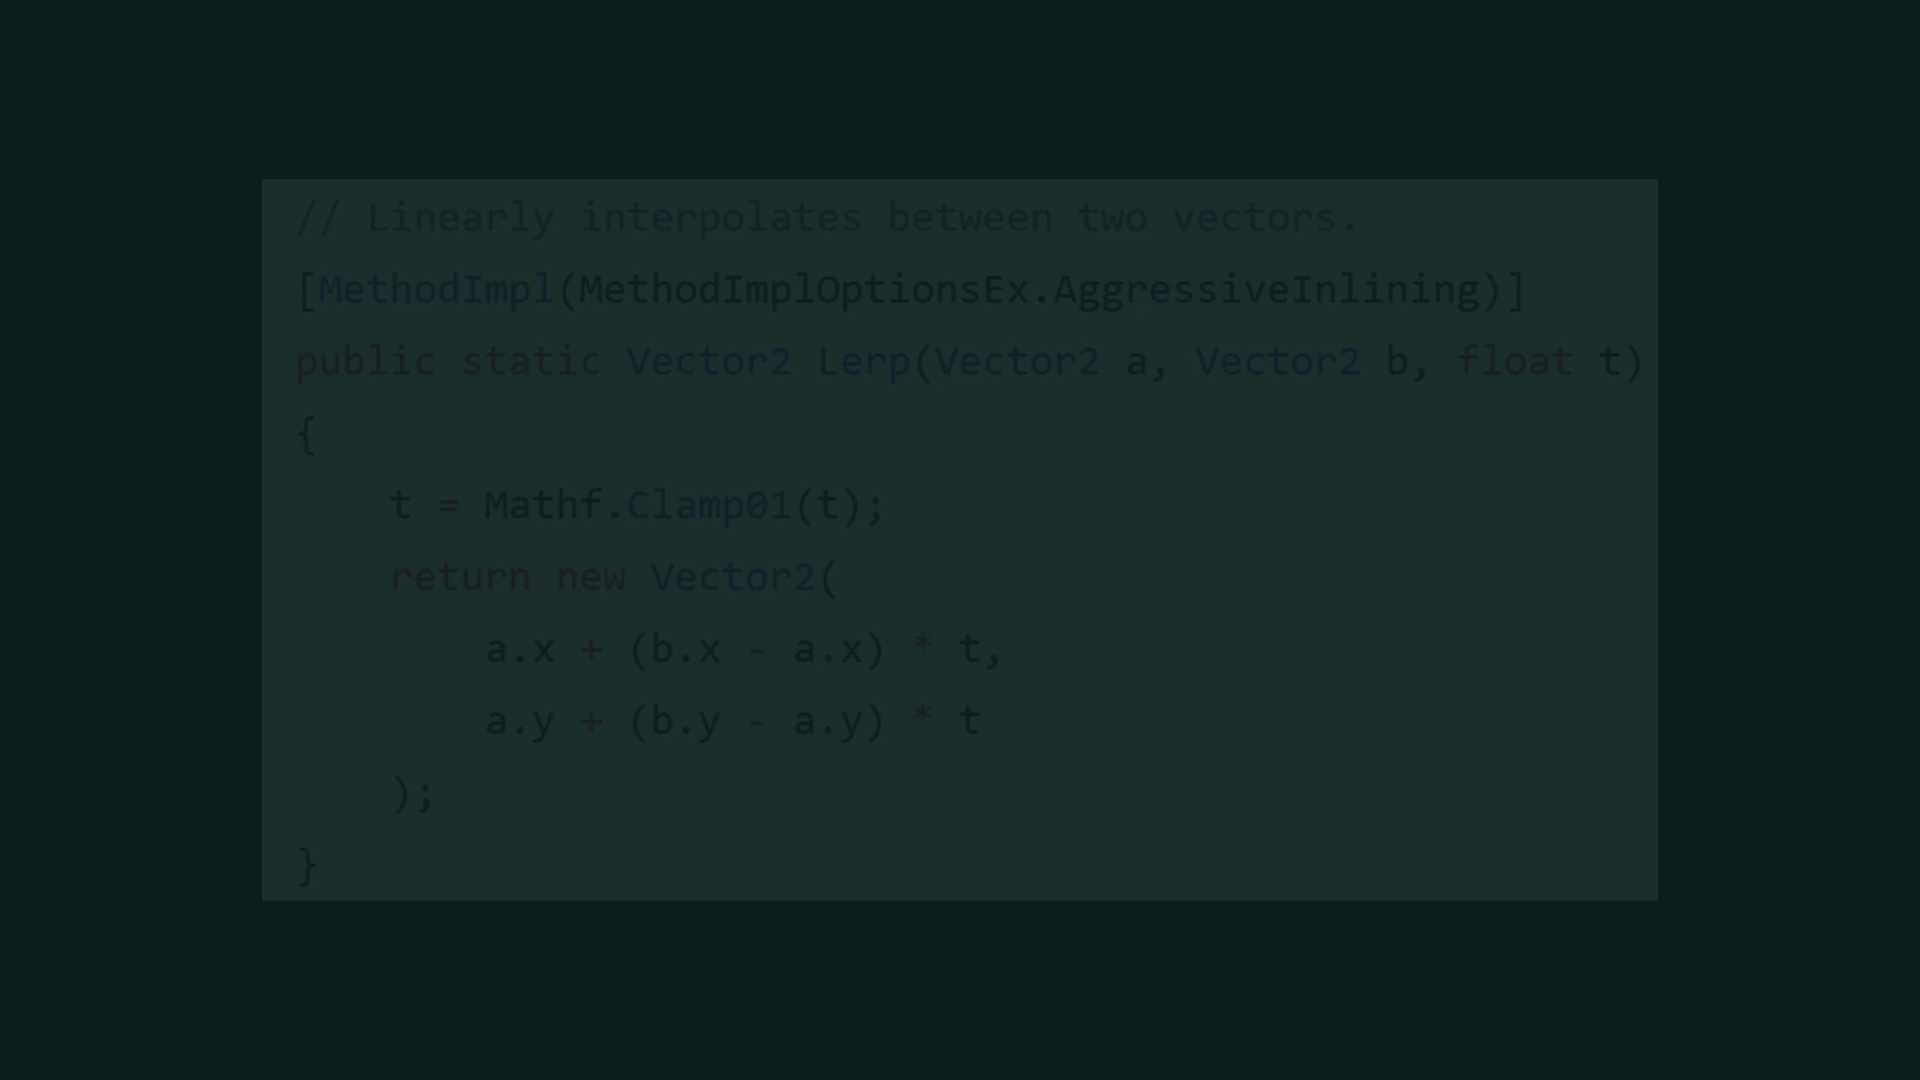 // Linearly interpolates between two vectors.
[MethodImpl(MethodImplOptionsEx.AggressiveInlining)]
public static Vector2 Lerp(Vector2 a, Vector2 b, float t)
{
    t = Mathf.Clamp01(t);
    return new Vector2(
        a.x + (b.x - a.x) * t,
        a.y + (b.y - a.y) * t
    );
}